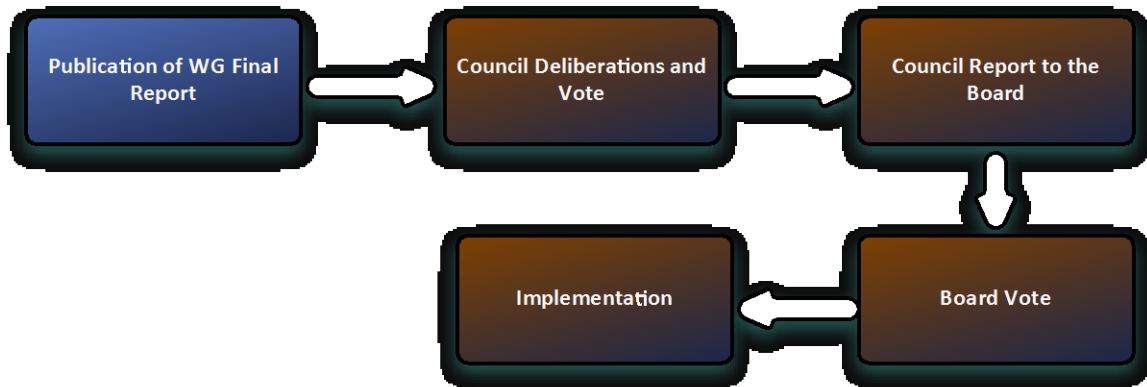 Publication of WG Final
Report
Council Deliberations and
Vote
Council Report to the
Board
Board Vote
Implementation